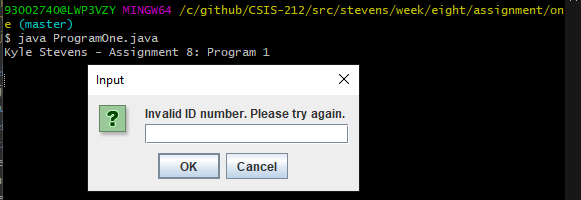 93002740@LWP3VZY MINGW64 /c/github/CSIS-212/src/stevens/week/eight/assignment/on
e (master)
$ java ProgramOne.java
Kyle Stevens - Assignment 8: Program 1
Input
Invalid ID number. Please try again.
OK Cancel